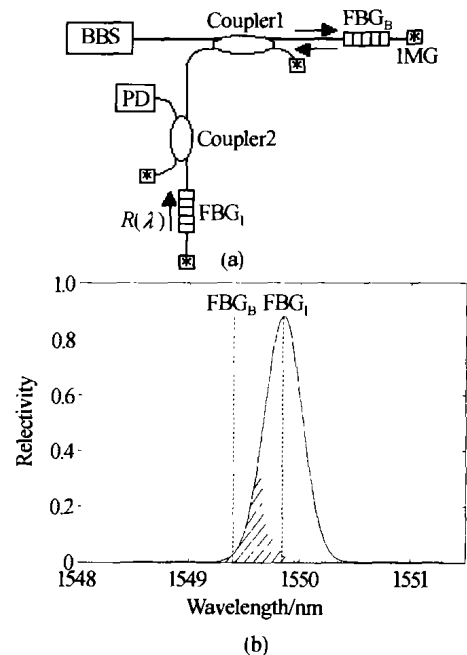 BBS
Coupler1
FBG_B
IMG
PD
Coupler2
R(λ)
FBG_I
(a)
1.0
FBG_B FBG_I
0.8
0.6
0.4
0.2
0
Relectivity
1548 1549 1550 1551
Wavelength/nm
(b)